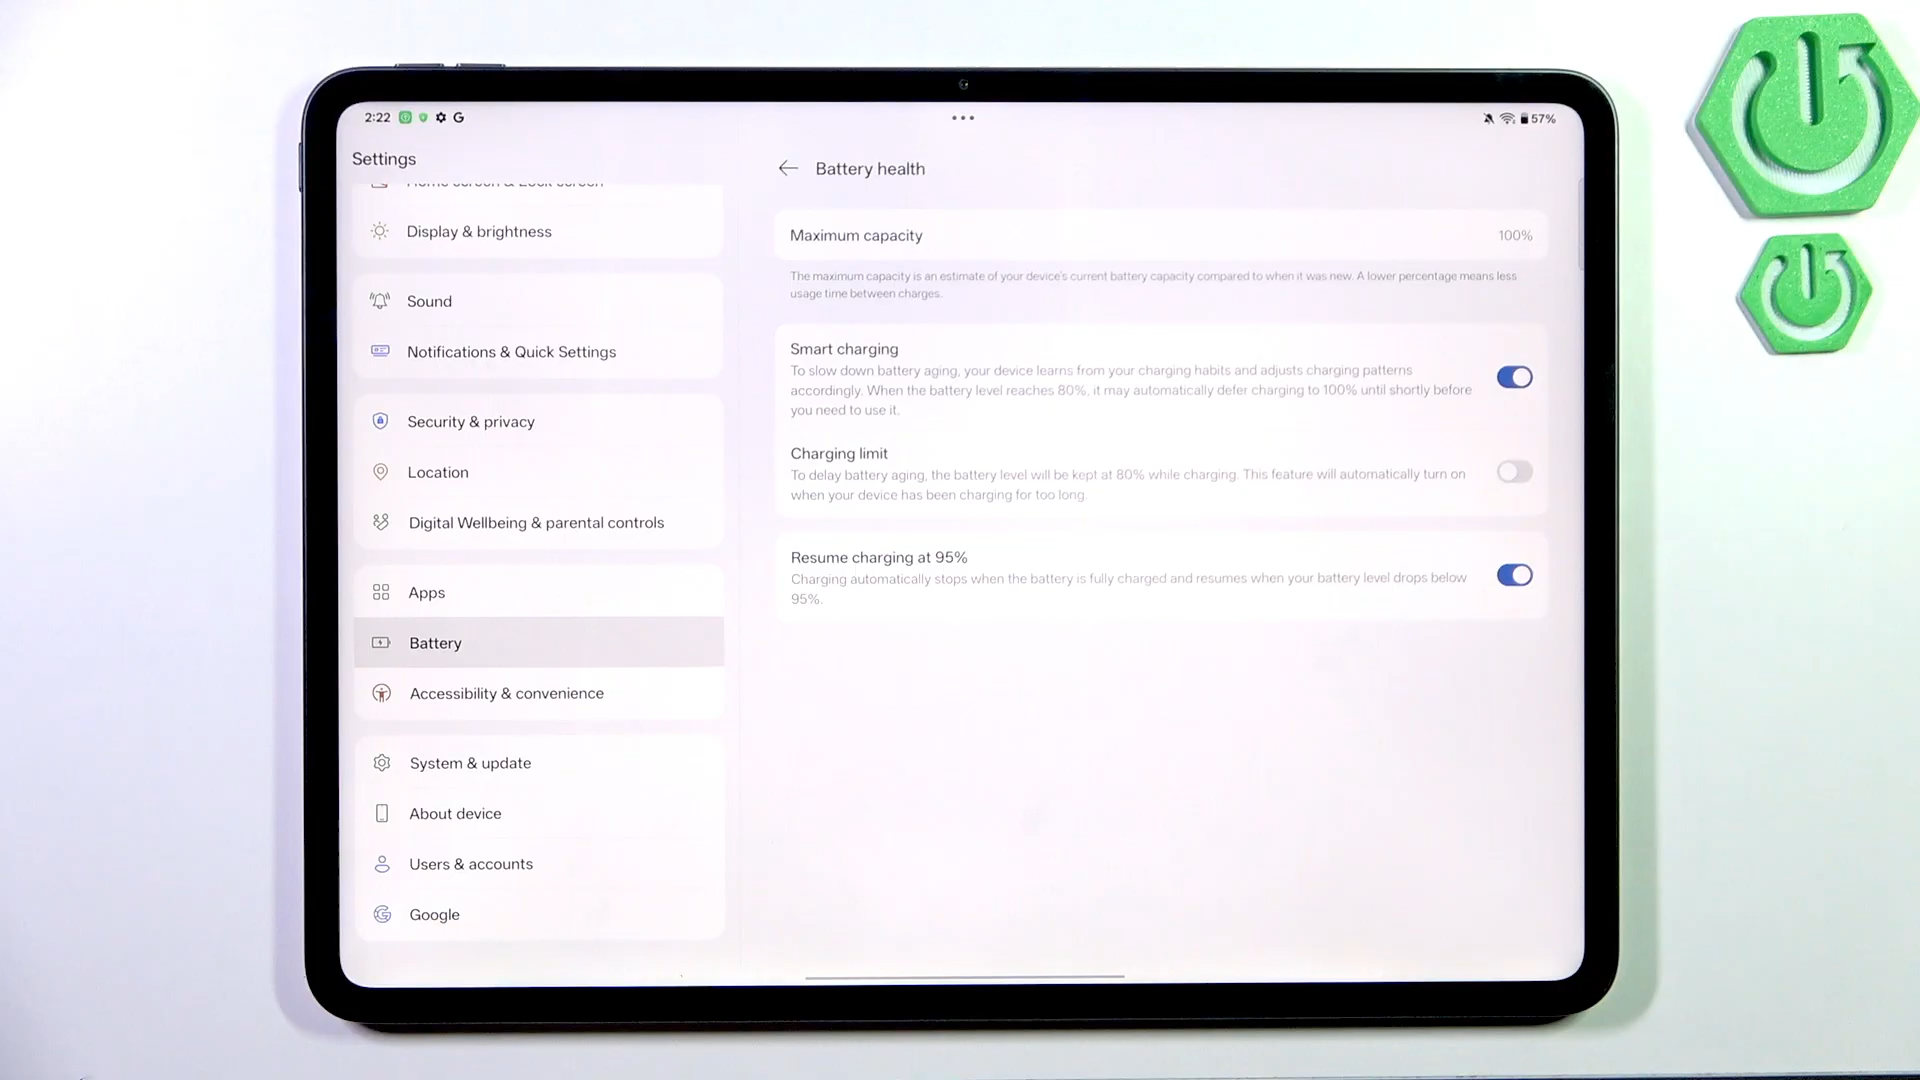 2:22
57%
Settings
Home screen & Lock screen
Display & brightness
Sound
Notifications & Quick Settings
Security & privacy
Location
Digital Wellbeing & parental controls
Apps
Battery
Accessibility & convenience
System & update
About device
Users & accounts
Google
Battery health
Maximum capacity
100%
The maximum capacity is an estimate of your device's current battery capacity compared to when it was new. A lower percentage means less
usage time between charges.
Smart charging
To slow down battery aging, your device learns from your charging habits and adjusts charging patterns
accordingly. When the battery level reaches 80%, it may automatically defer charging to 100% until shortly before
you need to use it.
Charging limit
To delay battery aging, the battery level will be kept at 80% while charging. This feature will automatically turn on
when your device has been charging for too long.
Resume charging at 95%
Charging automatically stops when the battery is fully charged and resumes when your battery level drops below
95%.